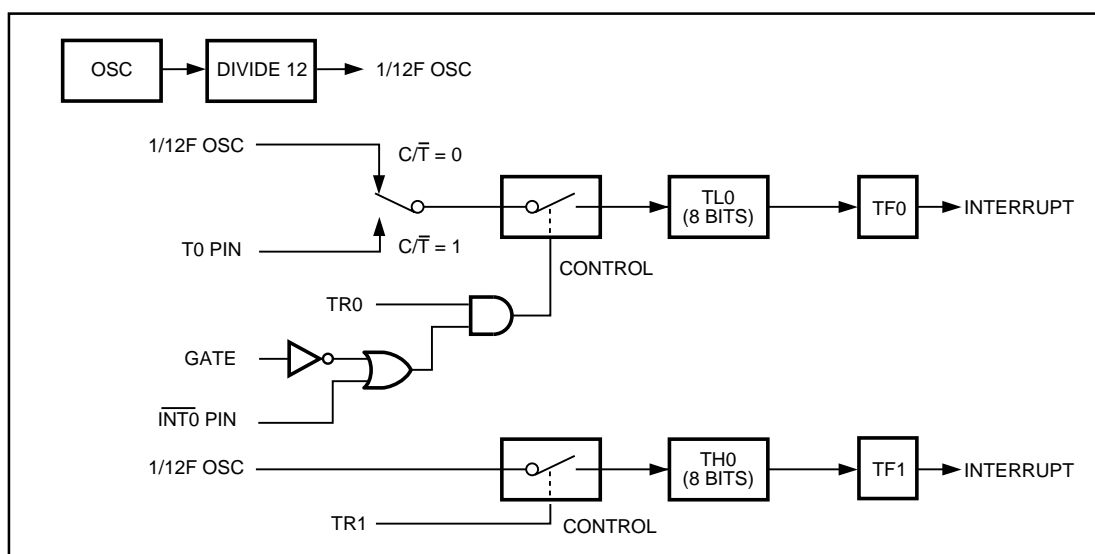 OSC
DIVIDE 12
1/12F OSC
1/12F OSC
C/T̅ = 0
T0 PIN
C/T̅ = 1
TL0
(8 BITS)
TF0
INTERRUPT
CONTROL
TR0
GATE
I̅N̅T̅0̅ PIN
1/12F OSC
TH0
(8 BITS)
TF1
INTERRUPT
TR1
CONTROL